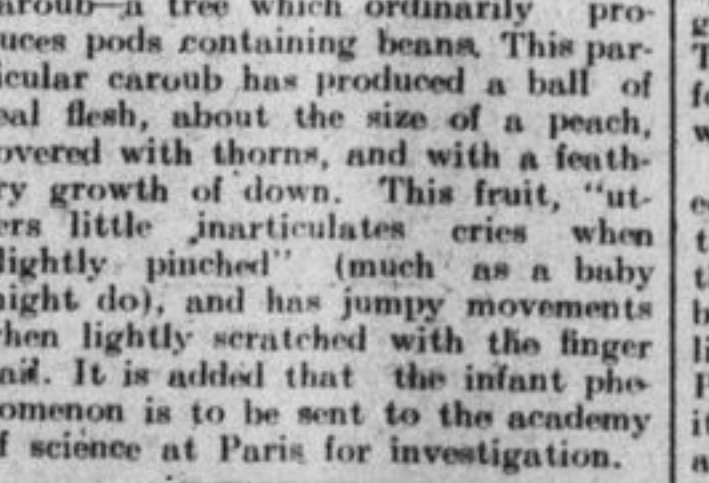 aroub—a tree which ordinarily pro-
uces pods containing beans. This par-
icular caroub has produced a ball of
eal flesh, about the size of a peach,
overed with thorns, and with a feath-
ry growth of down. This fruit, "ut-
ers little inarticulates cries when
lightly pinched" (much as a baby
night do), and has jumpy movements
hen lightly scratched with the finger
ail. It is added that the infant phe-
omenon is to be sent to the academy
f science at Paris for investigation.